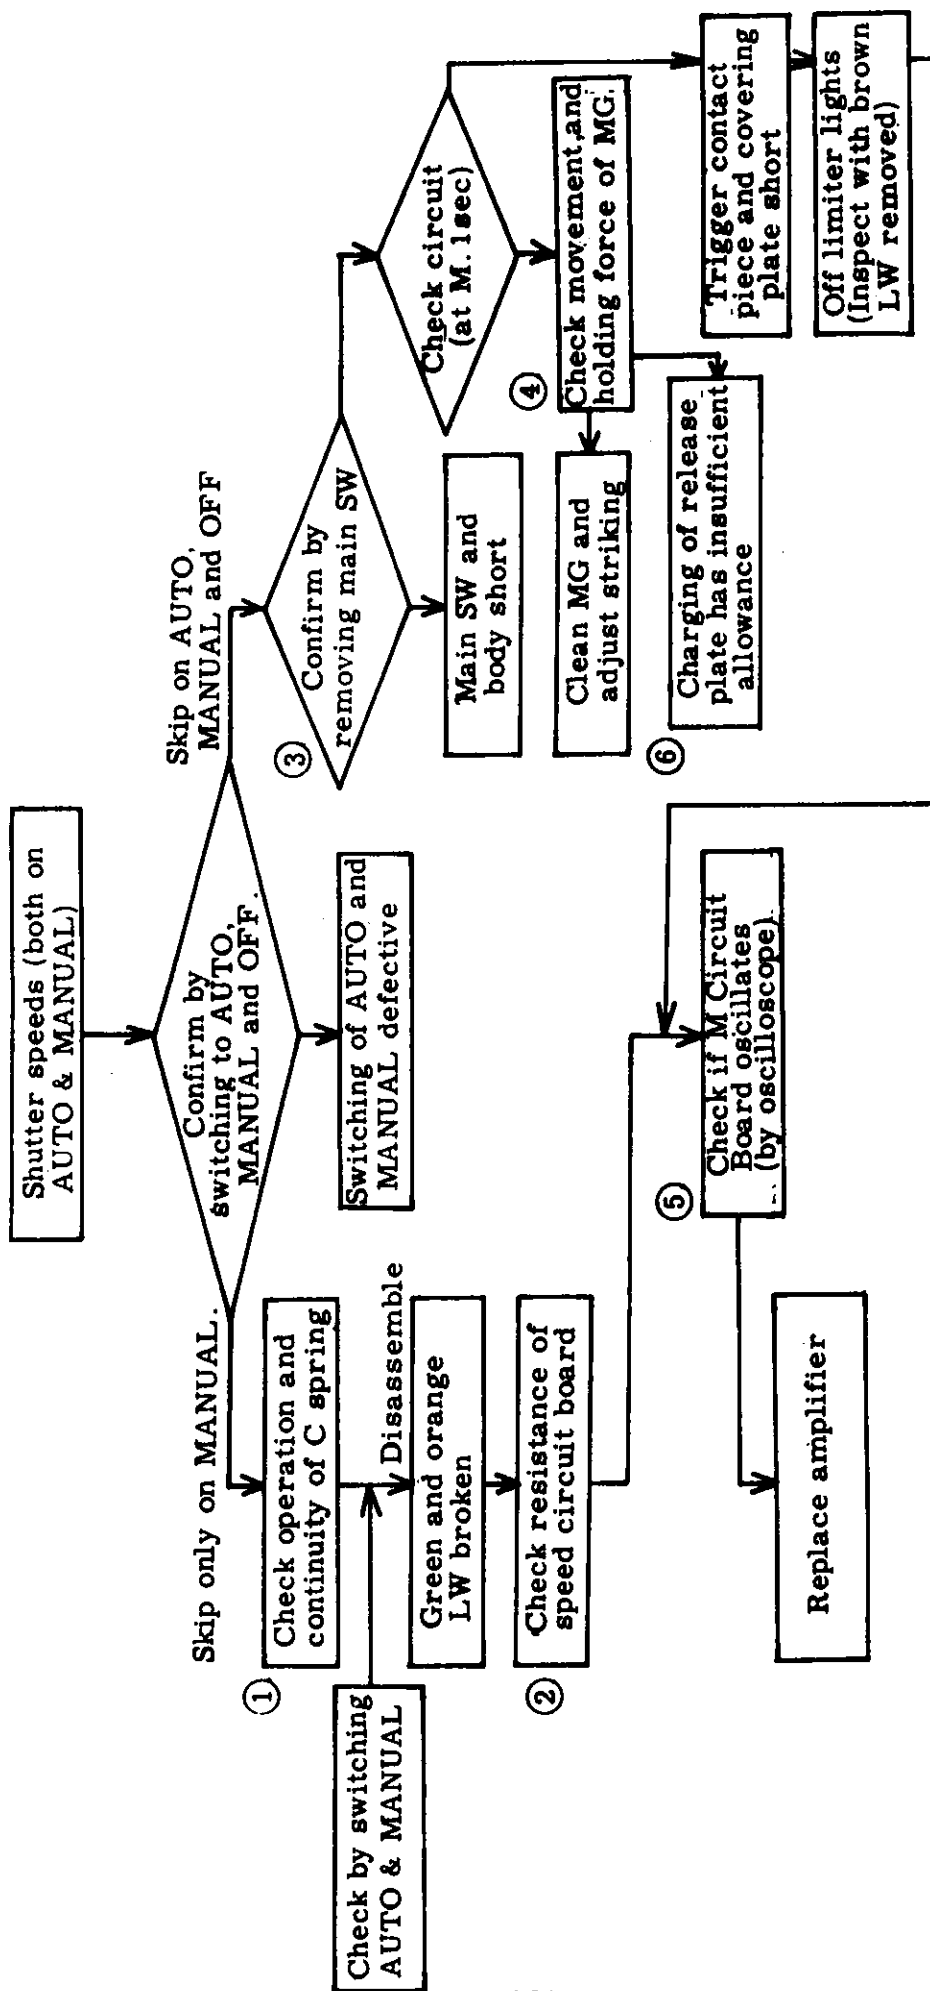 Shutter speeds (both on
AUTO & MANUAL)
Confirm by
switching to AUTO,
MANUAL and OFF.
Skip only on MANUAL.
Skip on AUTO,
MANUAL and OFF
①
Check operation and
continuity of C spring
Check by switching
AUTO & MANUAL
Disassemble
Green and orange
LW broken
②
Check resistance of
speed circuit board
Switching of AUTO and
MANUAL defective
③
Confirm by
removing main SW
Main SW and
body short
Check circuit
(at M. 1sec)
④
Check movement, and
holding force of MG.
Clean MG and
adjust striking
⑥
Charging of release
plate has insufficient
allowance
Trigger contact
piece and covering
plate short
Off limiter lights
(Inspect with brown
LW removed)
⑤
Check if M Circuit
Board oscillates
(by oscilloscope)
Replace amplifier